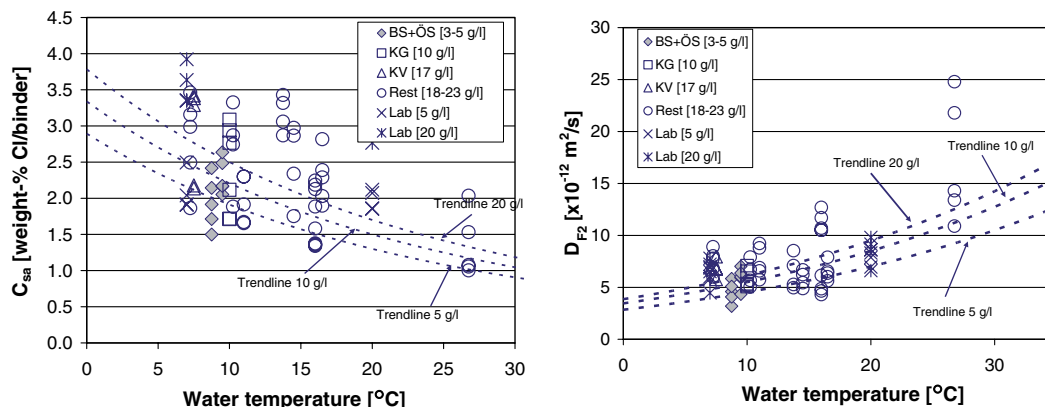 4.5
4.0
3.5
3.0
2.5
2.0
1.5
1.0
0.5
0.0
C_sa [weight-% Cl/binder]
BS+ÖS [3-5 g/l]
KG [10 g/l]
KV [17 g/l]
Rest [18-23 g/l]
Lab [5 g/l]
Lab [20 g/l]
Trendline 20 g/l
Trendline 10 g/l
Trendline 5 g/l
0 5 10 15 20 25 30
Water temperature [°C]
30
25
20
15
10
5
0
D_F2 [x10^-12 m²/s]
BS+ÖS [3-5 g/l]
KG [10 g/l]
KV [17 g/l]
Rest [18-23 g/l]
Lab [5 g/l]
Lab [20 g/l]
Trendline 10 g/l
Trendline 20 g/l
Trendline 5 g/l
0 10 20 30
Water temperature [°C]